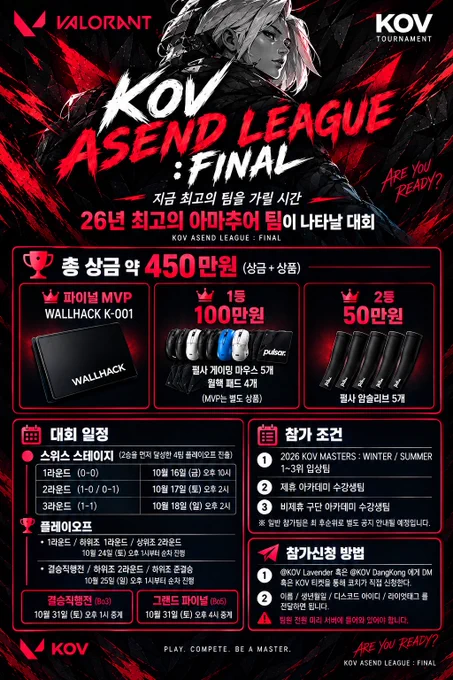 VALORANT
KOV
TOURNAMENT
KOV
ASEND LEAGUE
: FINAL
ARE YOU
READY?
지금 최고의 팀을 가릴 시간
26년 최고의 아마추어 팀이 나타날 대회
KOV ASEND LEAGUE : FINAL
총 상금 약 450만원 (상금 + 상품)
파이널 MVP
WALLHACK K-001
WALLHACK
1등
100만원
pulsar.
펄사 게이밍 마우스 5개
월핵 패드 4개
(MVP는 별도 상품)
2등
50만원
펄사 암슬리브 5개
대회 일정
스위스 스테이지 (2승을 먼저 달성한 4팀 플레이오프 진출)
1라운드 (0-0) 10월 16일 (금) 오후 10시
2라운드 (1-0 / 0-1) 10월 17일 (토) 오후 2시
3라운드 (1-1) 10월 18일 (일) 오후 2시
플레이오프
• 1라운드 / 하위조 1라운드 / 상위조 2라운드
10월 24일 (토) 오후 1시부터 순차 진행
• 결승직행전 / 하위조 2라운드 / 하위조 준결승
10월 25일 (일) 오후 1시부터 순차 진행
결승직행전 (Bo3)
10월 31일 (토) 오후 1시 중계
그랜드 파이널 (Bo5)
10월 31일 (토) 오후 4시 중계
참가 조건
1 2026 KOV MASTERS : WINTER / SUMMER
1~3위 입상팀
2 제휴 아카데미 수강생팀
3 비제휴 구단 아카데미 수강생팀
※ 일반 참가팀은 최 후순위로 별도 공지 안내될 예정입니다.
참가신청 방법
1 @KOV Lavender 혹은 @KOV DangKong 에게 DM
혹은 KOV 티켓을 통해 코치가 직접 신청한다.
2 이름 / 생년월일 / 디스코드 아이디 / 라이엇태그 를
전달하면 됩니다.
팀원 전원 미리 서버에 들어와 있어야 합니다.
KOV
PLAY. COMPETE. BE A MASTER.
ARE YOU READY?
KOV ASEND LEAGUE : FINAL